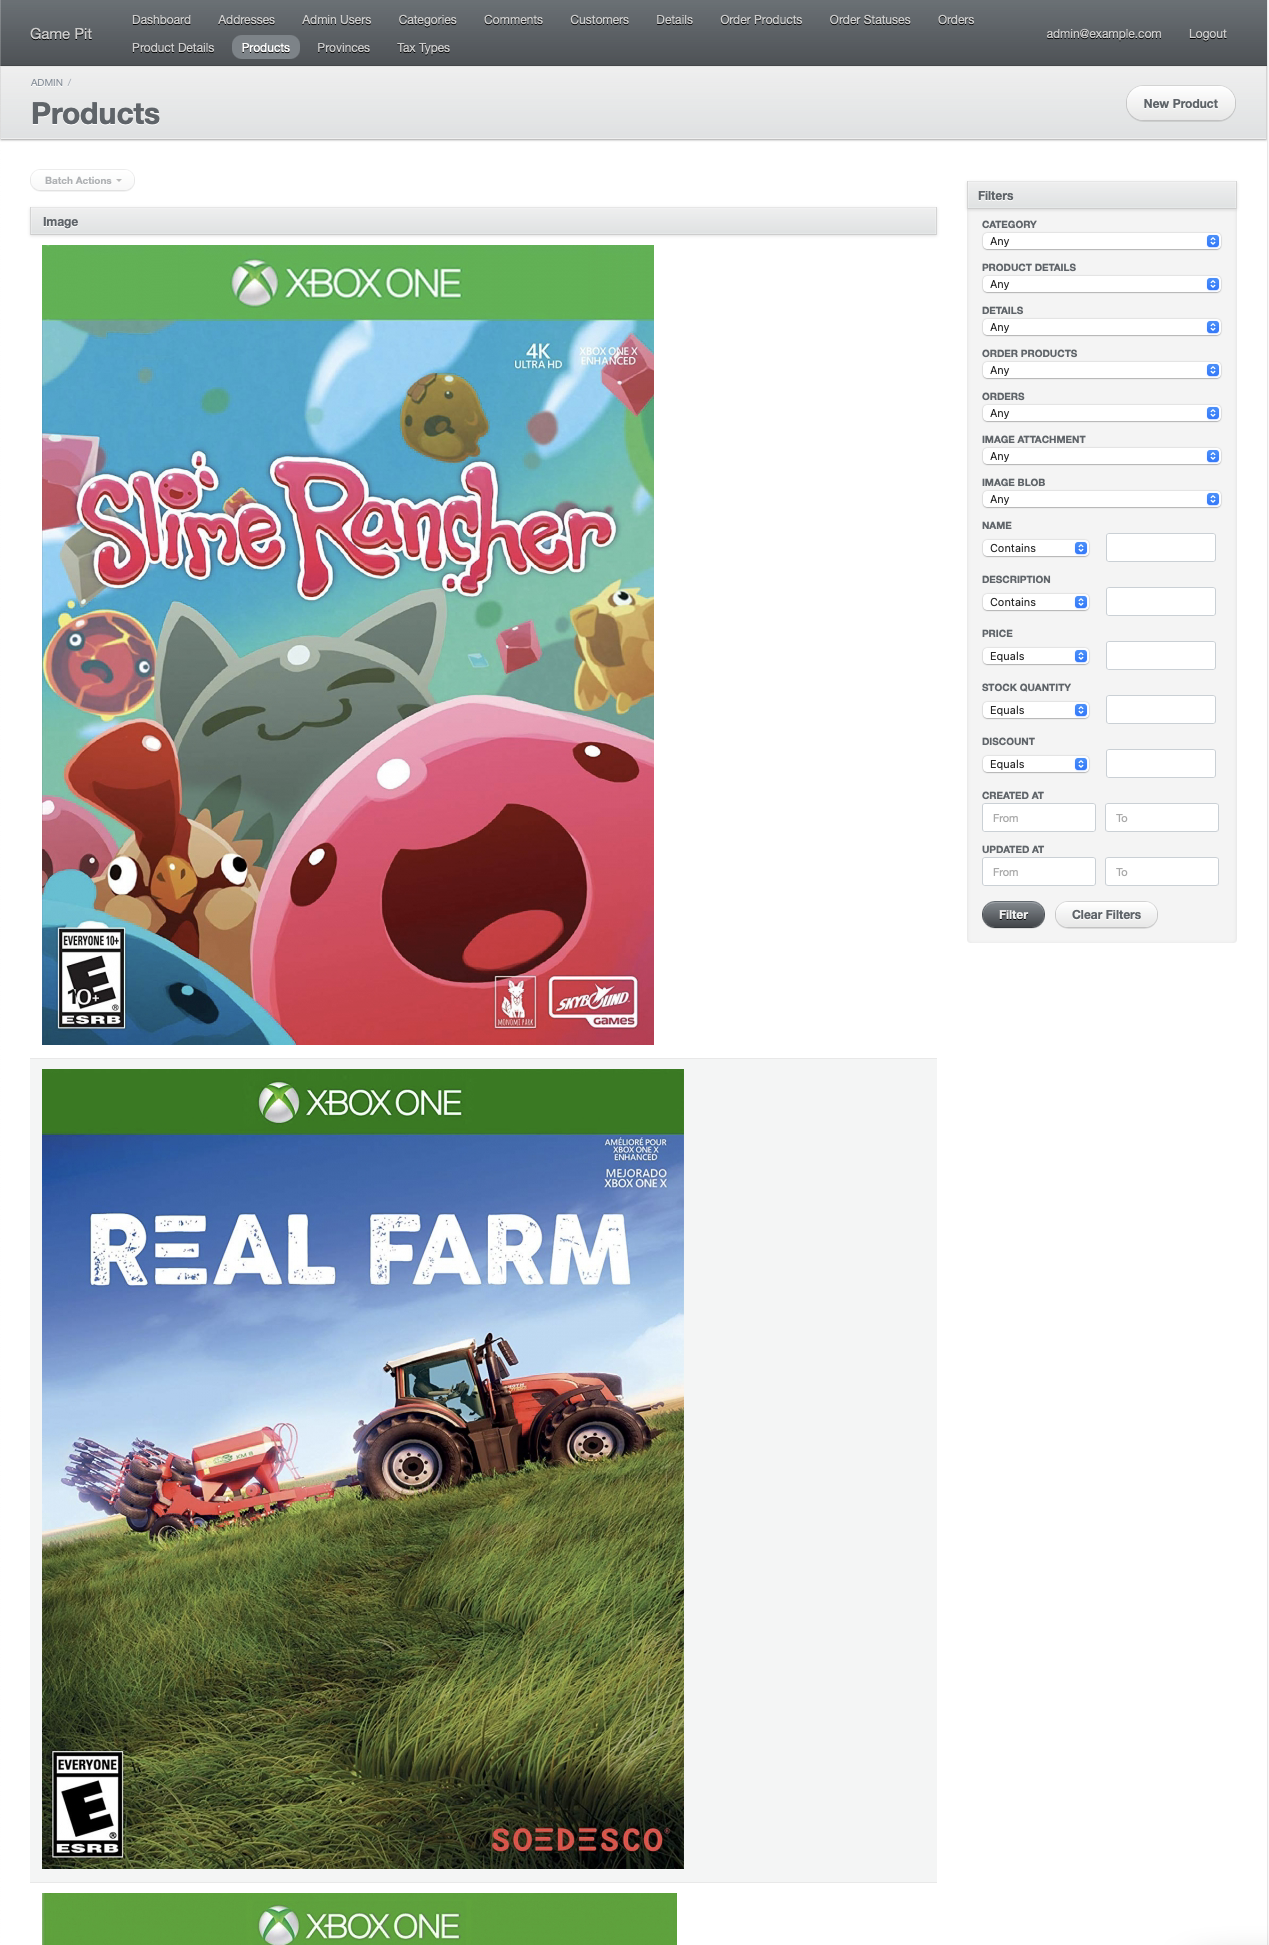 Game Pit
Dashboard Addresses Admin Users Categories Comments Customers Details Order Products Order Statuses Orders
Product Details Products Provinces Tax Types
admin@example.com Logout
ADMIN /
Products
New Product
Batch Actions
Image
XBOX ONE
4K
ULTRA HD
XBOX ONE X
ENHANCED
Slime Rancher
EVERYONE 10+
E
10+
®
ESRB
MONOMI PARK
SKYBOUND
GAMES
XBOX ONE
AMÉLIORÉ POUR
XBOX ONE X
ENHANCED
MEJORADO
XBOX ONE X
REAL FARM
EVERYONE
E
®
ESRB
SOEDESCO
XBOX ONE
Filters
CATEGORY
Any
PRODUCT DETAILS
Any
DETAILS
Any
ORDER PRODUCTS
Any
ORDERS
Any
IMAGE ATTACHMENT
Any
IMAGE BLOB
Any
NAME
Contains
DESCRIPTION
Contains
PRICE
Equals
STOCK QUANTITY
Equals
DISCOUNT
Equals
CREATED AT
From To
UPDATED AT
From To
Filter Clear Filters